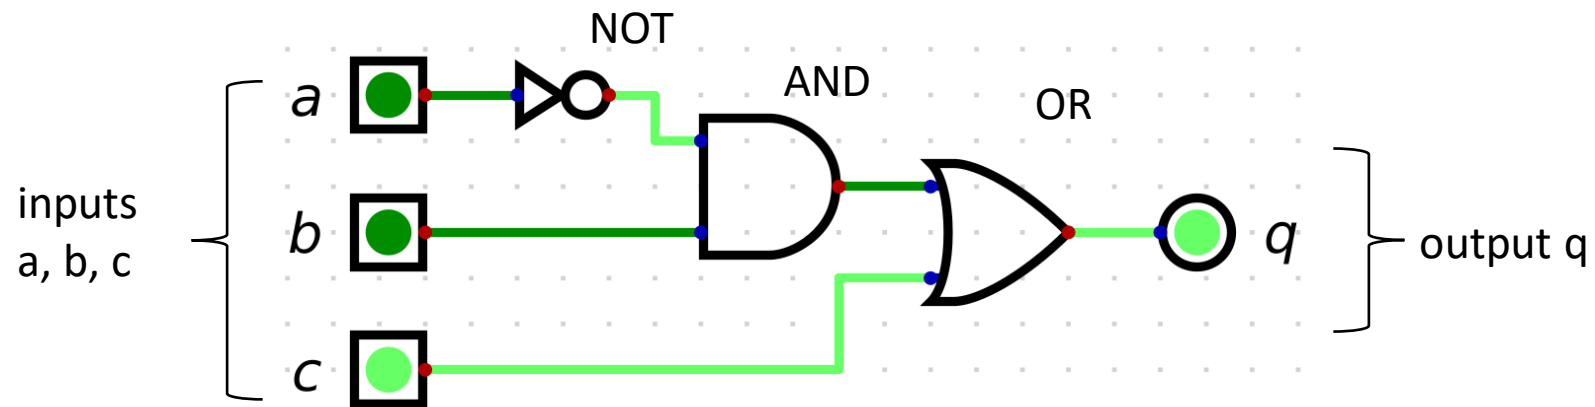 NOT
AND
OR
a
b
c
inputs
a, b, c
q
output q